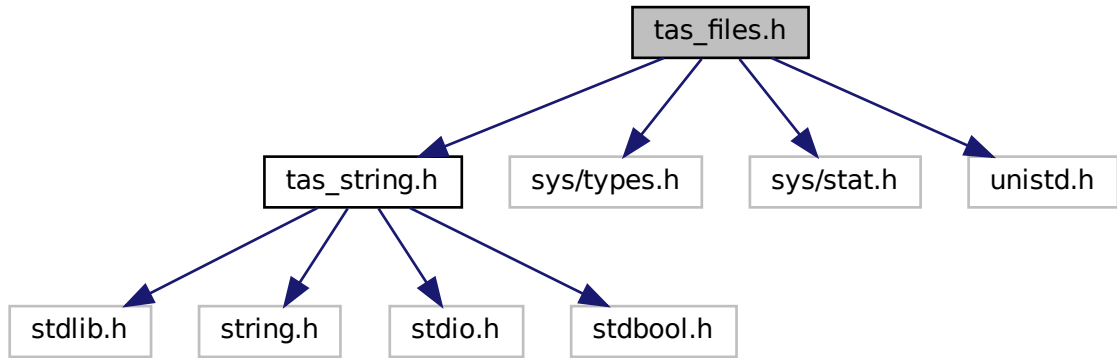 tas_files.h
tas_string.h
sys/types.h
sys/stat.h
unistd.h
stdlib.h
string.h
stdio.h
stdbool.h